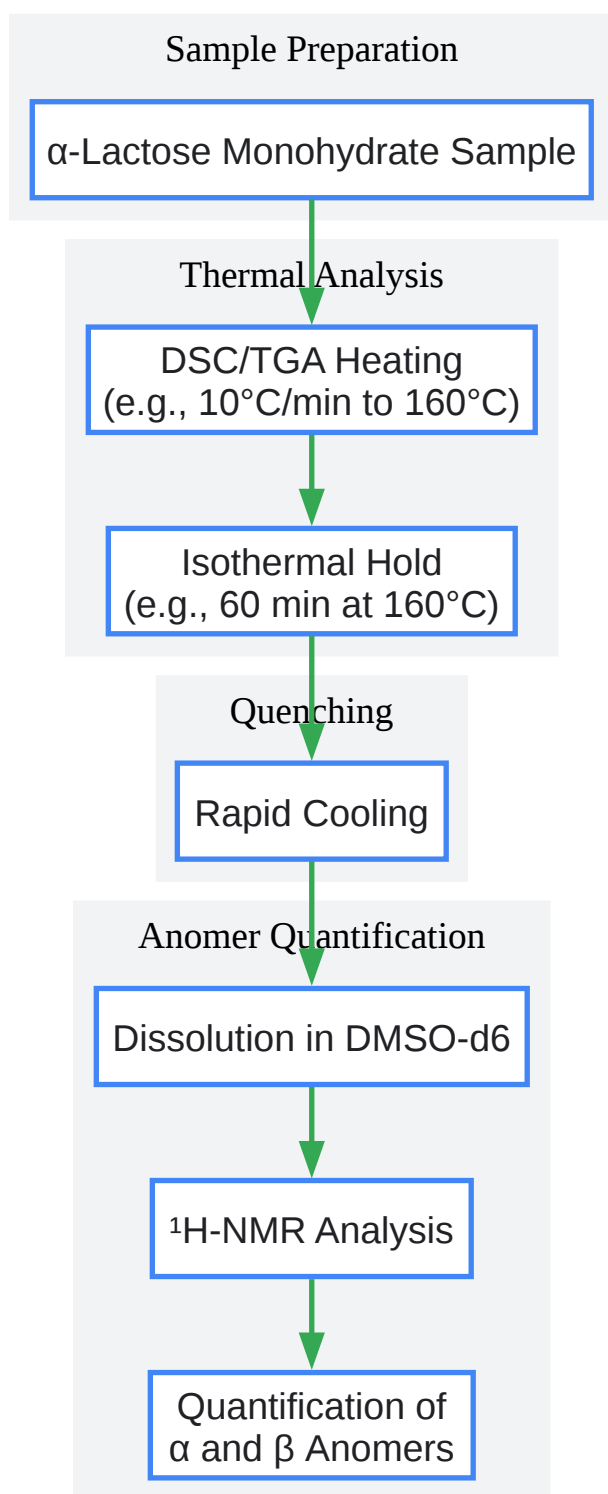 Sample Preparation
α-Lactose Monohydrate Sample
Thermal Analysis
DSC/TGA Heating
(e.g., 10°C/min to 160°C)
Isothermal Hold
(e.g., 60 min at 160°C)
Quenching
Rapid Cooling
Anomer Quantification
Dissolution in DMSO-d6
¹H-NMR Analysis
Quantification of
α and β Anomers